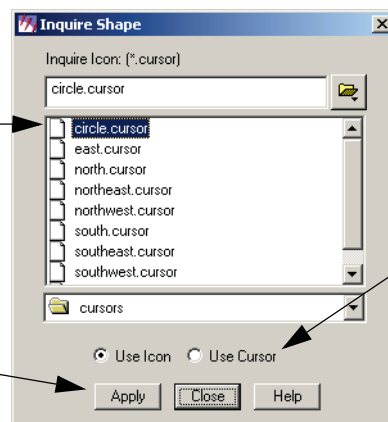 Inquire Shape
Inquire Icon: (*.cursor)
circle.cursor
circle.cursor
east.cursor
north.cursor
northeast.cursor
northwest.cursor
south.cursor
southeast.cursor
southwest.cursor
cursors
Use Icon Use Cursor
Apply Close Help